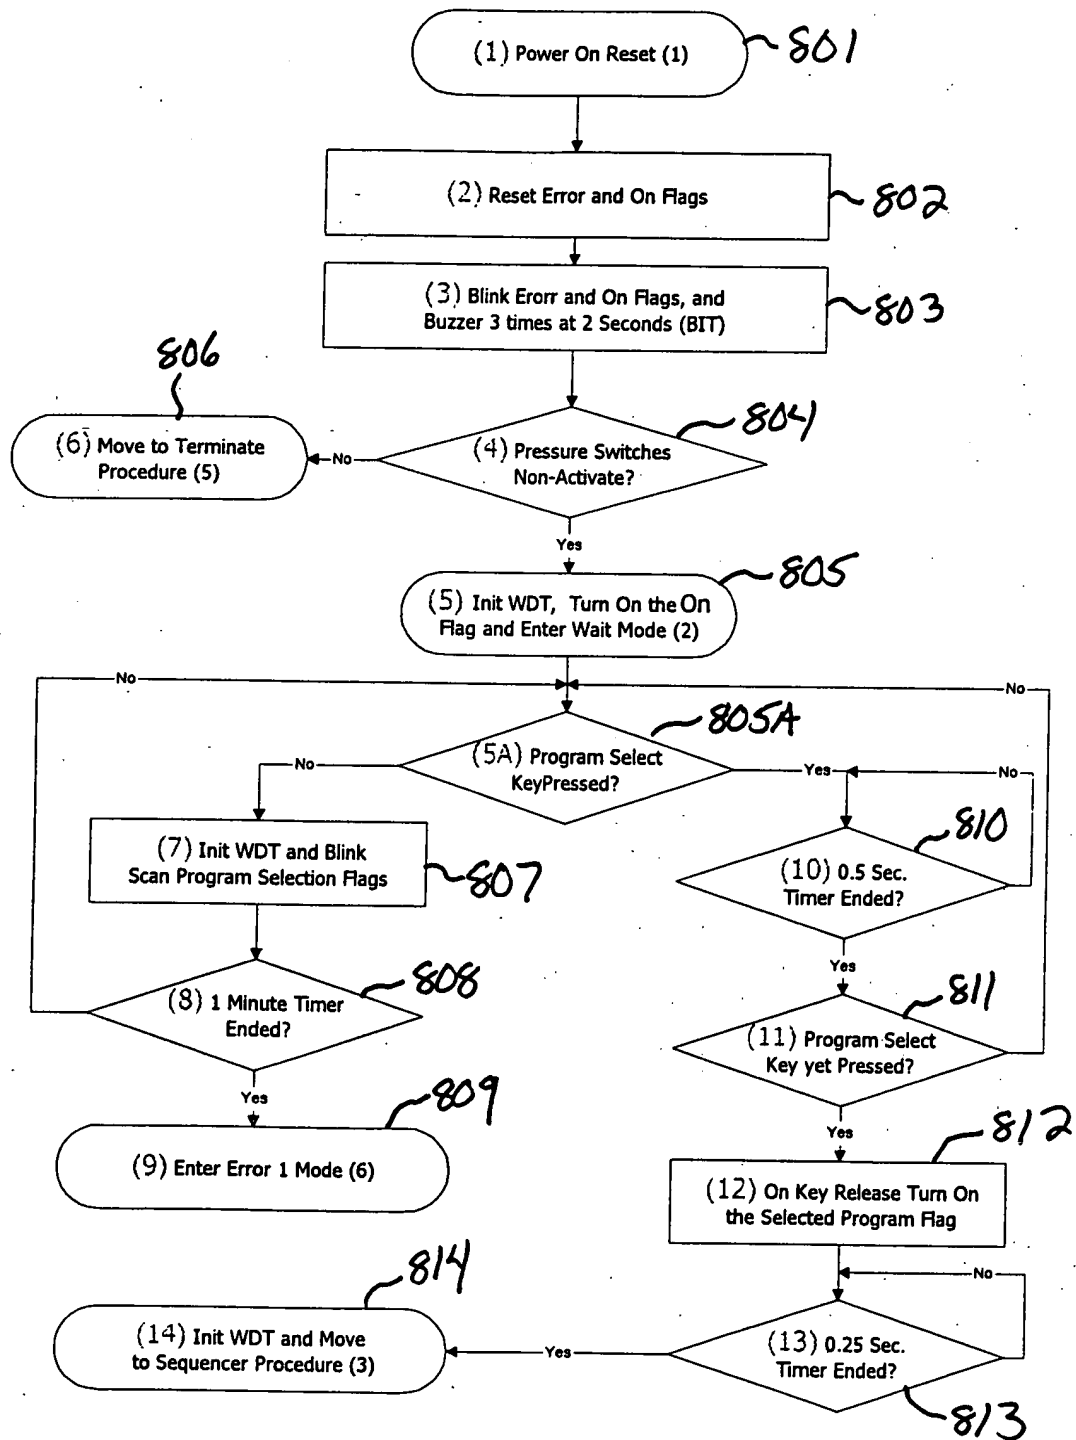 (1) Power On Reset (1)
801
(2) Reset Error and On Flags
802
(3) Blink Erorr and On Flags, and
Buzzer 3 times at 2 Seconds (BIT)
803
806
804
(6) Move to Terminate
Procedure (5)
No
(4) Pressure Switches
Non-Activate?
Yes
805
(5) Init WDT, Turn On the On
Flag and Enter Wait Mode (2)
No
No
805A
(5A) Program Select
KeyPressed?
No
Yes
No
810
(7) Init WDT and Blink
Scan Program Selection Flags
807
(10) 0.5 Sec.
Timer Ended?
Yes
808
811
(8) 1 Minute Timer
Ended?
(11) Program Select
Key yet Pressed?
Yes
809
Yes
812
(9) Enter Error 1 Mode (6)
(12) On Key Release Turn On
the Selected Program Flag
814
No
(14) Init WDT and Move
to Sequencer Procedure (3)
Yes
(13) 0.25 Sec.
Timer Ended?
813